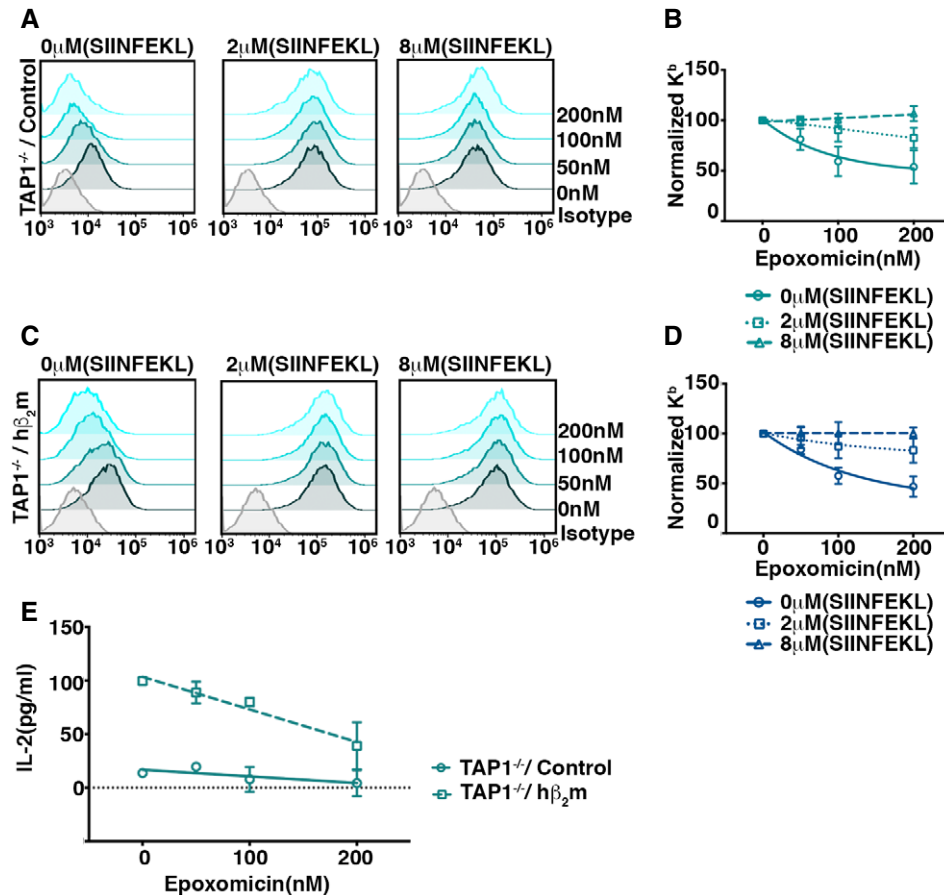 A
0μM(SIINFEKL) 2μM(SIINFEKL) 8μM(SIINFEKL)
TAP1-/- / Control
200nM
100nM
50nM
0nM
Isotype
10³ 10⁴ 10⁵ 10⁶ 10³ 10⁴ 10⁵ 10⁶ 10³ 10⁴ 10⁵ 10⁶
B
Normalized Kᵇ
150
100
50
0
0 100 200
Epoxomicin(nM)
0μM(SIINFEKL)
2μM(SIINFEKL)
8μM(SIINFEKL)
C
0μM(SIINFEKL) 2μM(SIINFEKL) 8μM(SIINFEKL)
TAP1-/- / hβ₂m
200nM
100nM
50nM
0nM
Isotype
10³ 10⁴ 10⁵ 10⁶ 10³ 10⁴ 10⁵ 10⁶ 10³ 10⁴ 10⁵ 10⁶
D
Normalized Kᵇ
150
100
50
0
0 100 200
Epoxomicin(nM)
0μM(SIINFEKL)
2μM(SIINFEKL)
8μM(SIINFEKL)
E
IL-2(pg/ml)
150
100
50
0
0 100 200
Epoxomicin(nM)
TAP1-/-/ Control
TAP1-/-/ hβ₂m